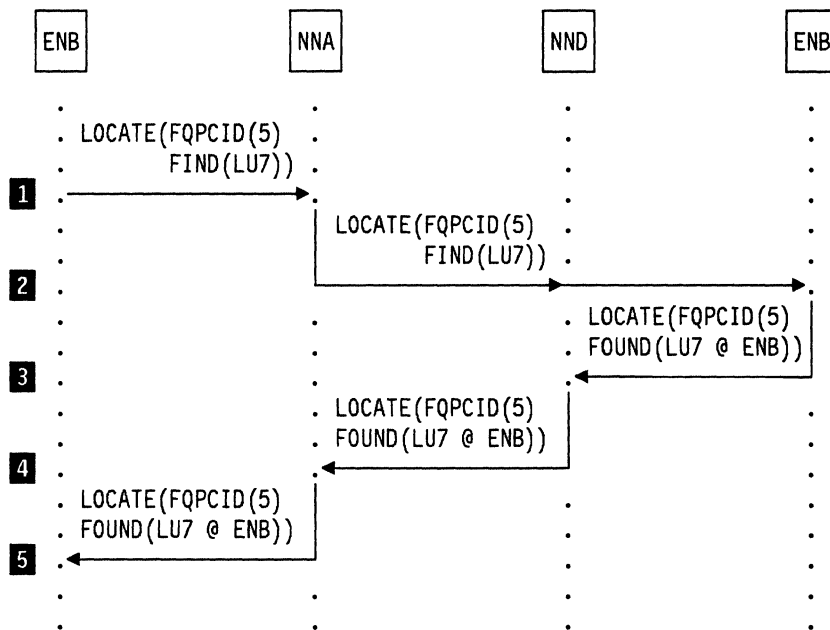 ENB NNA NND ENB
LOCATE(FQPCID(5)
FIND(LU7))
1
LOCATE(FQPCID(5)
FIND(LU7))
2
LOCATE(FQPCID(5)
FOUND(LU7 @ ENB))
3
LOCATE(FQPCID(5)
FOUND(LU7 @ ENB))
4
LOCATE(FQPCID(5)
FOUND(LU7 @ ENB))
5